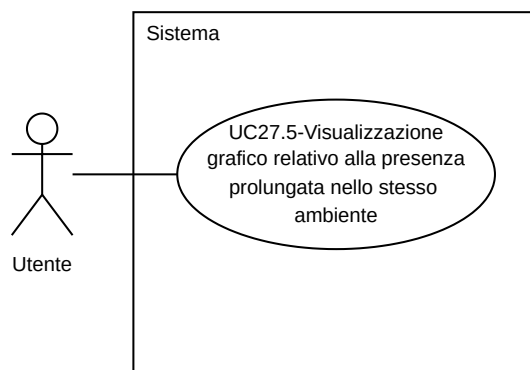 Sistema
UC27.5-Visualizzazione
grafico relativo alla presenza
prolungata nello stesso
ambiente
Utente